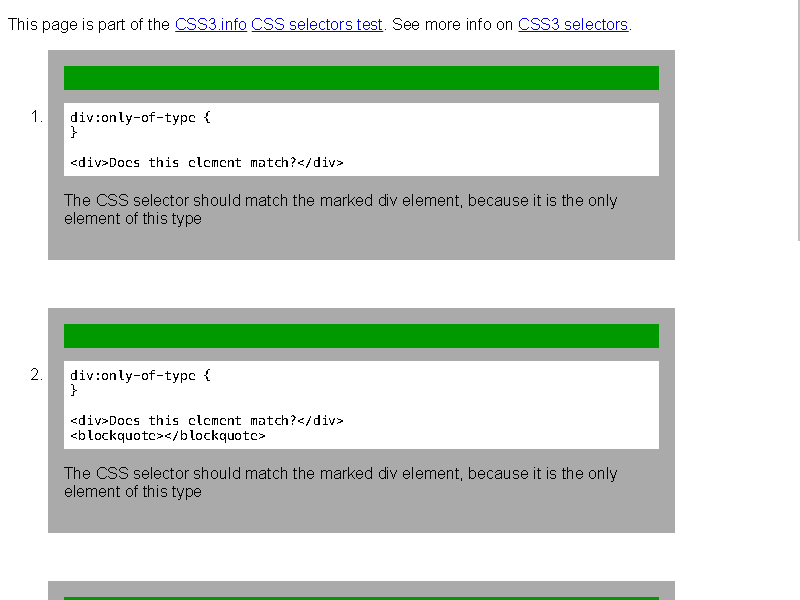 This page is part of the CSS3.info CSS selectors test. See more info on CSS3 selectors.
1.
div:only-of-type {
}
<div>Does this element match?</div>
The CSS selector should match the marked div element, because it is the only
element of this type
2.
div:only-of-type {
}
<div>Does this element match?</div>
<blockquote></blockquote>
The CSS selector should match the marked div element, because it is the only
element of this type